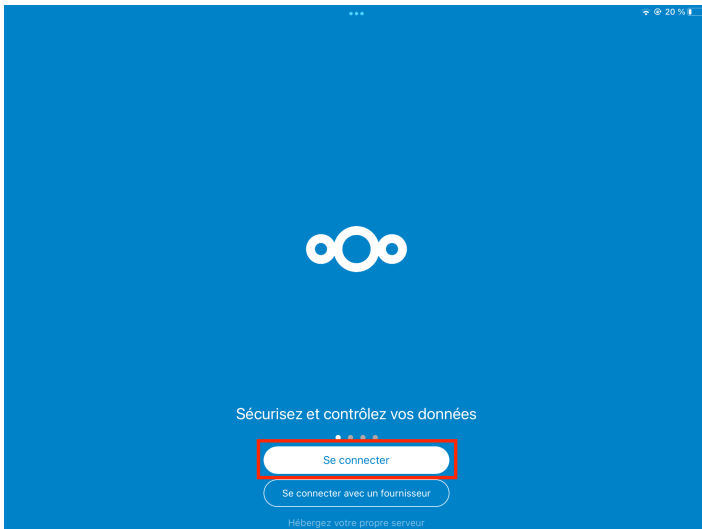 20 %
Sécurisez et contrôlez vos données
Se connecter
Se connecter avec un fournisseur
Hébergez votre propre serveur